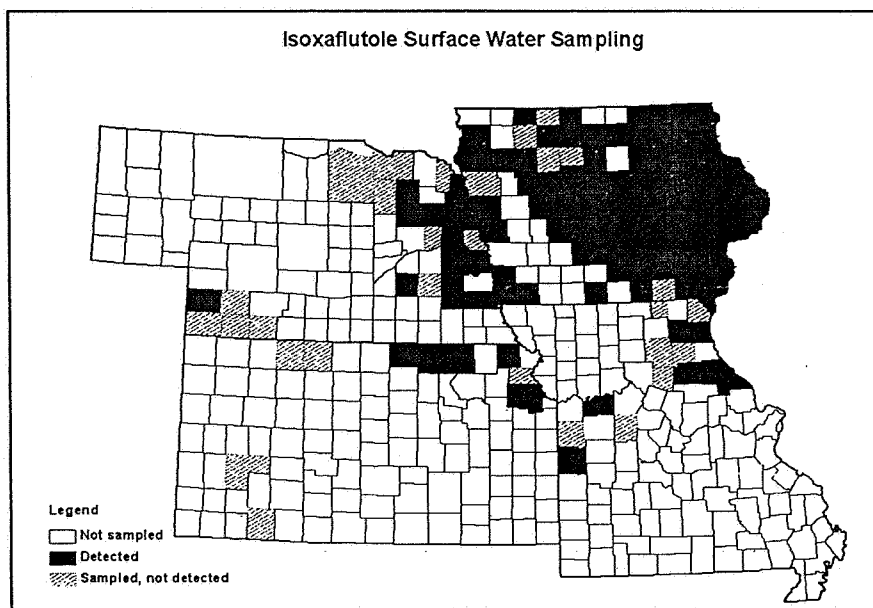 Isoxaflutole Surface Water Sampling
Legend
Not sampled
Detected
Sampled, not detected